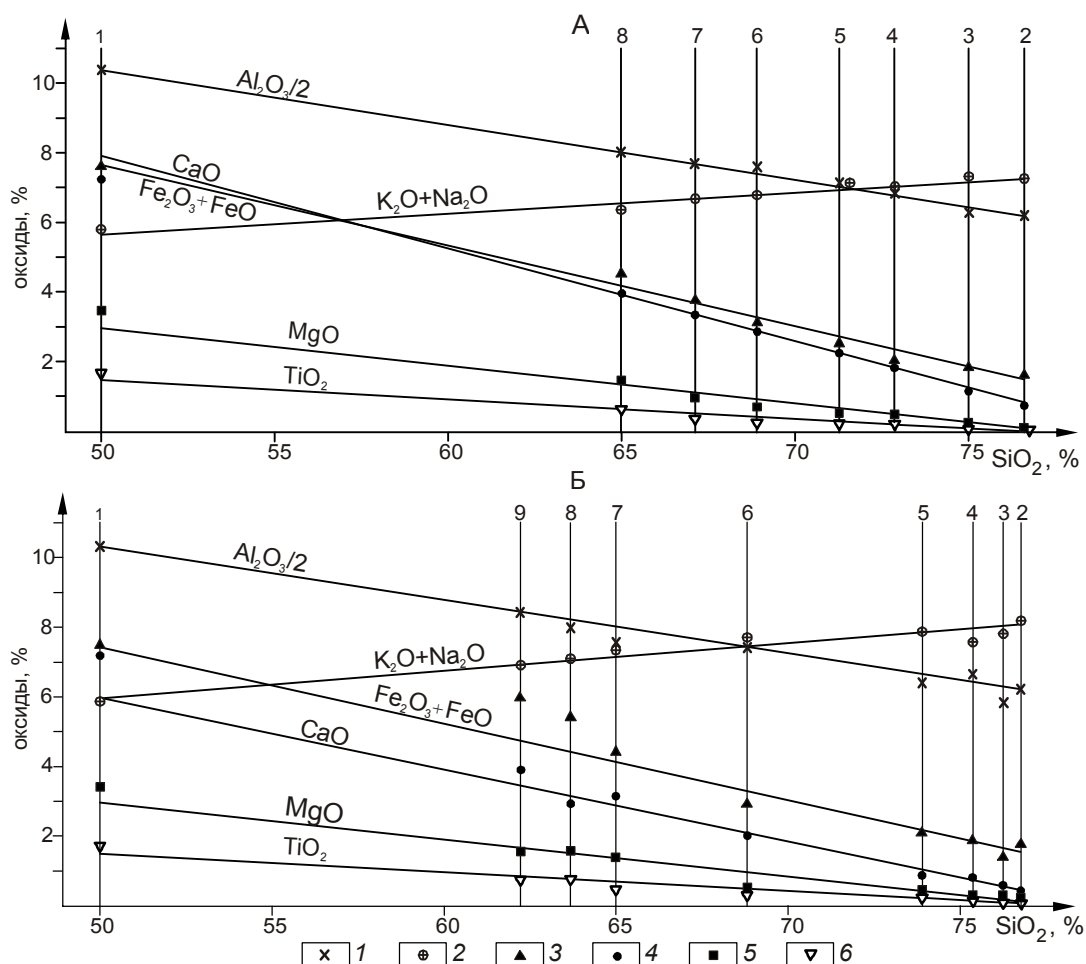 А
1 8 7 6 5 4 3 2
10
8
6
4
2
оксиды, %
Al₂O₃/2
CaO
Fe₂O₃+FeO
K₂O+Na₂O
MgO
TiO₂
50 55 60 65 70 75 SiO₂, %
Б
1 9 8 7 6 5 4 3 2
10
8
6
4
2
оксиды, %
Al₂O₃/2
K₂O+Na₂O
Fe₂O₃+FeO
CaO
MgO
TiO₂
50 55 60 65 70 75 SiO₂, %
1 2 3 4 5 6